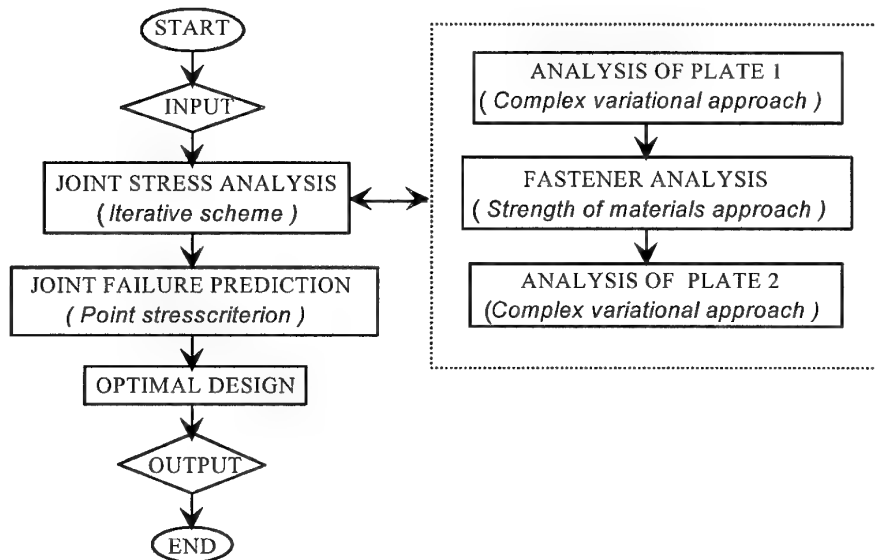 START
INPUT
JOINT STRESS ANALYSIS
( Iterative scheme )
JOINT FAILURE PREDICTION
( Point stresscriterion )
OPTIMAL DESIGN
OUTPUT
END
ANALYSIS OF PLATE 1
( Complex variational approach )
FASTENER ANALYSIS
( Strength of materials approach )
ANALYSIS OF PLATE 2
(Complex variational approach )